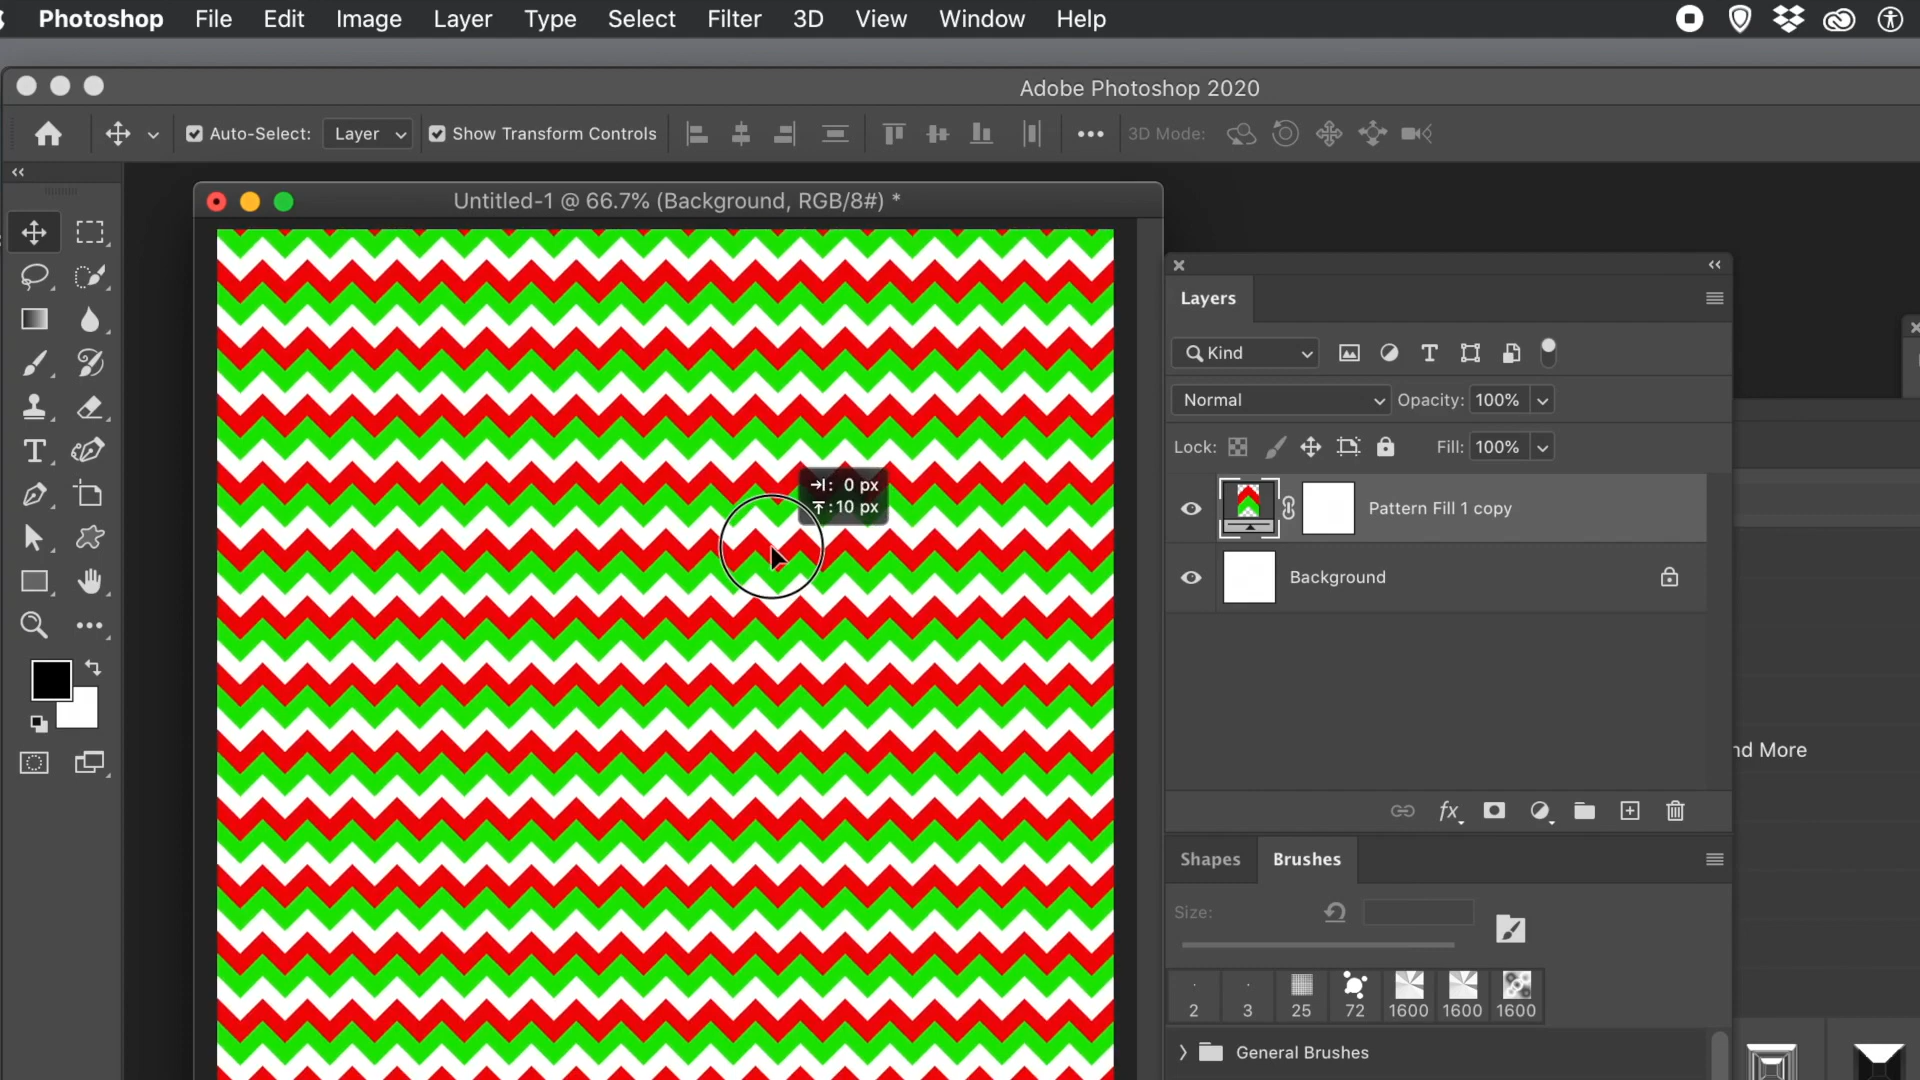 Photoshop File Edit Image Layer Type Select Filter 3D View Window Help
Adobe Photoshop 2020
Auto-Select: Layer Show Transform Controls 3D Mode:
Untitled-1 @ 66.7% (Background, RGB/8#) *
Layers
Kind
Normal Opacity: 100%
Lock: Fill: 100%
0 px
10 px
Pattern Fill 1 copy
Background
nd More
Shapes Brushes
Size:
2 3 25 72 1600 1600 1600
General Brushes